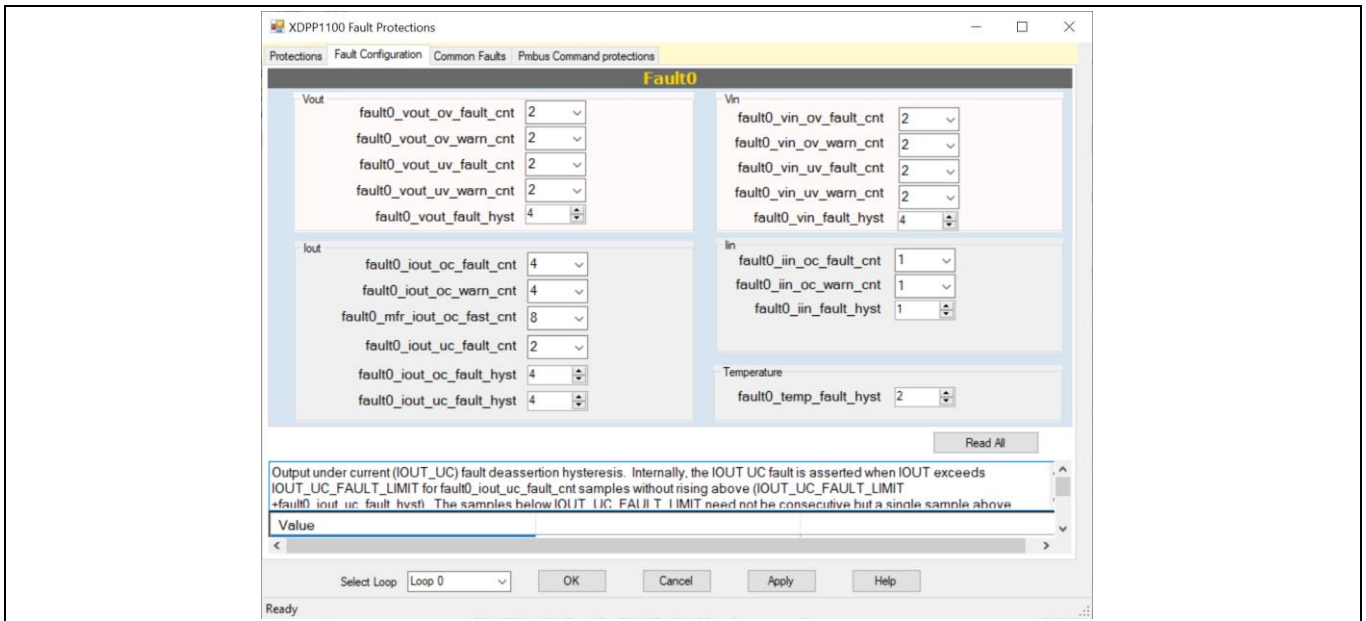 XDPP1100 Fault Protections
Protections Fault Configuration Common Faults Pmbus Command protections
Fault0
Vout
fault0_vout_ov_fault_cnt 2
fault0_vout_ov_warn_cnt 2
fault0_vout_uv_fault_cnt 2
fault0_vout_uv_warn_cnt 2
fault0_vout_fault_hyst 4
Vin
fault0_vin_ov_fault_cnt 2
fault0_vin_ov_warn_cnt 2
fault0_vin_uv_fault_cnt 2
fault0_vin_uv_warn_cnt 2
fault0_vin_fault_hyst 4
Iout
fault0_iout_oc_fault_cnt 4
fault0_iout_oc_warn_cnt 4
fault0_mfr_iout_oc_fast_cnt 8
fault0_iout_uc_fault_cnt 2
fault0_iout_oc_fault_hyst 4
fault0_iout_uc_fault_hyst 4
Iin
fault0_iin_oc_fault_cnt 1
fault0_iin_oc_warn_cnt 1
fault0_iin_fault_hyst 1
Temperature
fault0_temp_fault_hyst 2
Read All
Output under current (IOUT_UC) fault deassertion hysteresis. Internally, the IOUT UC fault is asserted when IOUT exceeds
IOUT_UC_FAULT_LIMIT for fault0_iout_uc_fault_cnt samples without rising above (IOUT_UC_FAULT_LIMIT
+fault0_iout_uc_fault_hyst). The samples below IOUT_UC_FAULT_LIMIT need not be consecutive but a single sample above
Value
Select Loop Loop 0 OK Cancel Apply Help
Ready